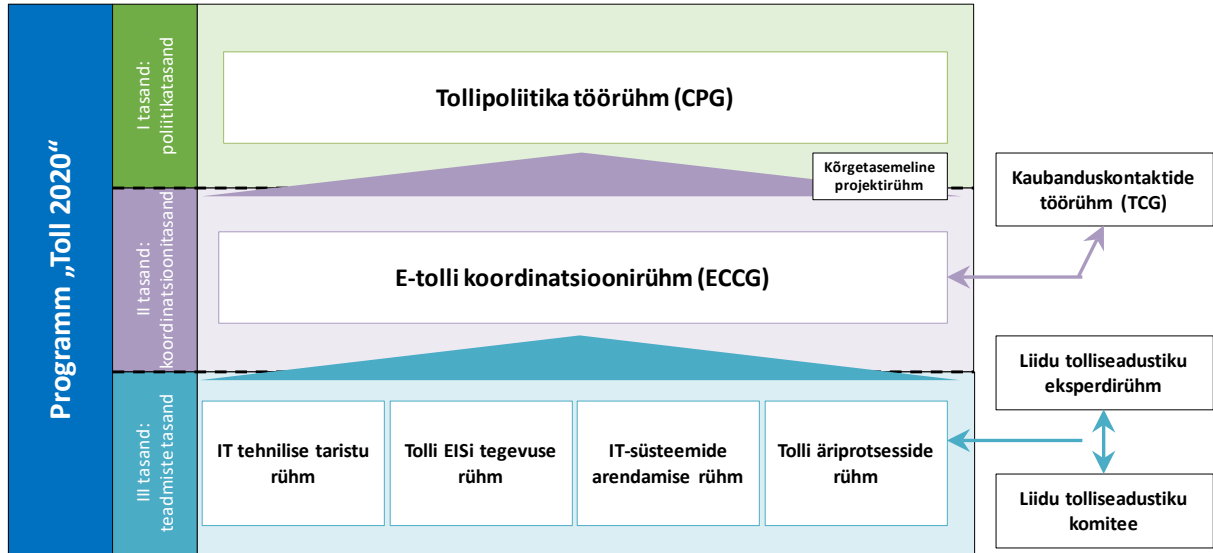 Programm „Toll 2020“
I tasand:
poliitikatasand
Tollipoliitika töörühm (CPG)
Kõrgetasemeline
projektirühm
II tasand:
koordinatsioonitasand
E-tolli koordinatsioonirühm (ECCG)
Kaubanduskontaktide
töörühm (TCG)
III tasand:
teadmistetasand
IT tehnilise taristu
rühm
Tolli EISi tegevuse
rühm
IT-süsteemide
arendamise rühm
Tolli äriprotsesside
rühm
Liidu tolliseadustiku
eksperdirühm
Liidu tolliseadustiku
komitee